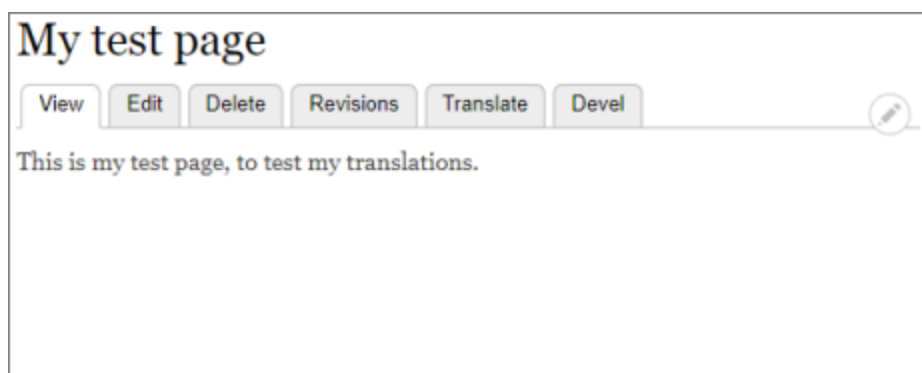 My test page
View Edit Delete Revisions Translate Devel
This is my test page, to test my translations.